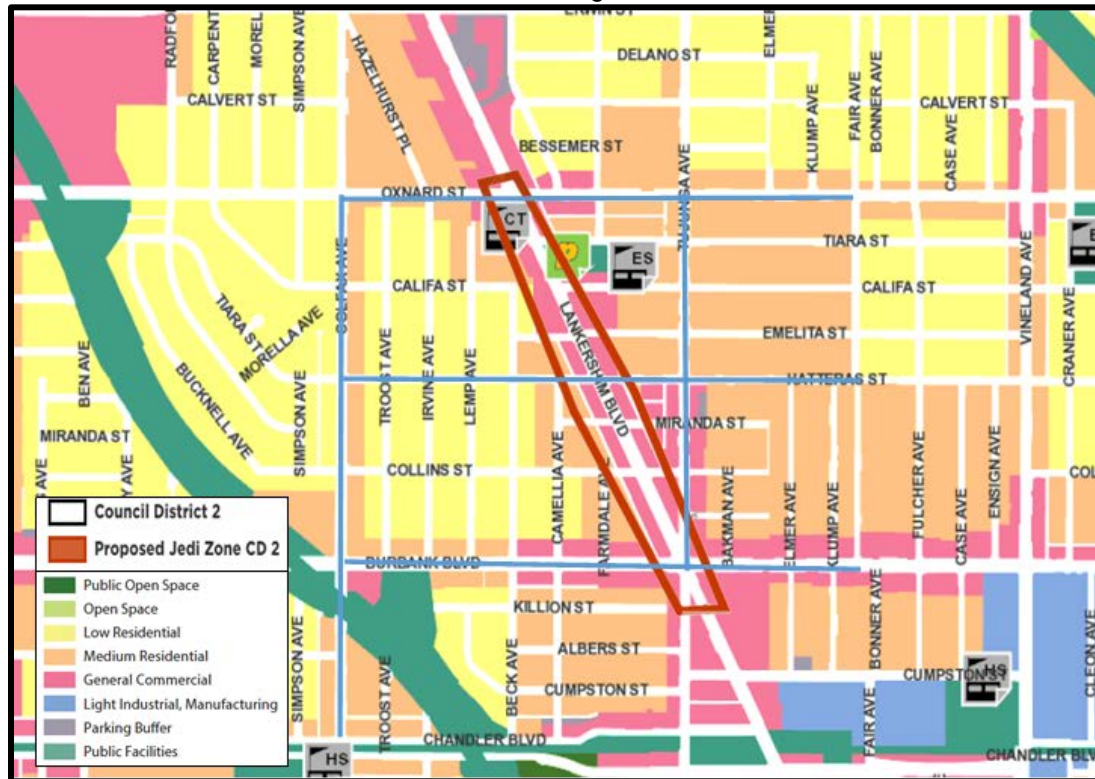 ERWIN ST
RADFO
CARPENT
MOREL
SIMPSON AVE
HAZELHURST PL
DELANO ST
ELMER
CALVERT ST
CALVERT ST
KLUMP AVE
FAIR AVE
BONNER AVE
CASE AVE
BESSEMER ST
TUJUNGA AVE
OXNARD ST
CT
ES
E
TIARA ST
COLFAX AVE
CALIFA ST
CALIFA ST
TIARA ST
MORELLA AVE
LANKERSHIM BLVD
EMELITA ST
VINELAND AVE
CRANER AVE
BEN AVE
BUCKNELL AVE
SIMPSON AVE
TROOST AVE
IRVINE AVE
LEMP AVE
HATTERAS ST
MIRANDA ST
MIRANDA ST
COLLINS ST
COL
S AVE
Y AVE
CAMELLIA AVE
FARMDALE AVE
BAKMAN AVE
ELMER AVE
KLUMP AVE
FULCHER AVE
CASE AVE
ENSIGN AVE
Council District 2
Proposed Jedi Zone CD 2
BURBANK BLVD
Public Open Space
Open Space
Low Residential
Medium Residential
General Commercial
Light Industrial, Manufacturing
Parking Buffer
Public Facilities
KILLION ST
ALBERS ST
CUMPSTON ST
CUMPSTON ST
SIMPSON AVE
TROOST AVE
BECK AVE
BONNER AVE
FAIR AVE
HS
CLEON AVE
CHANDLER BLVD
CHANDLER BLVD
HS